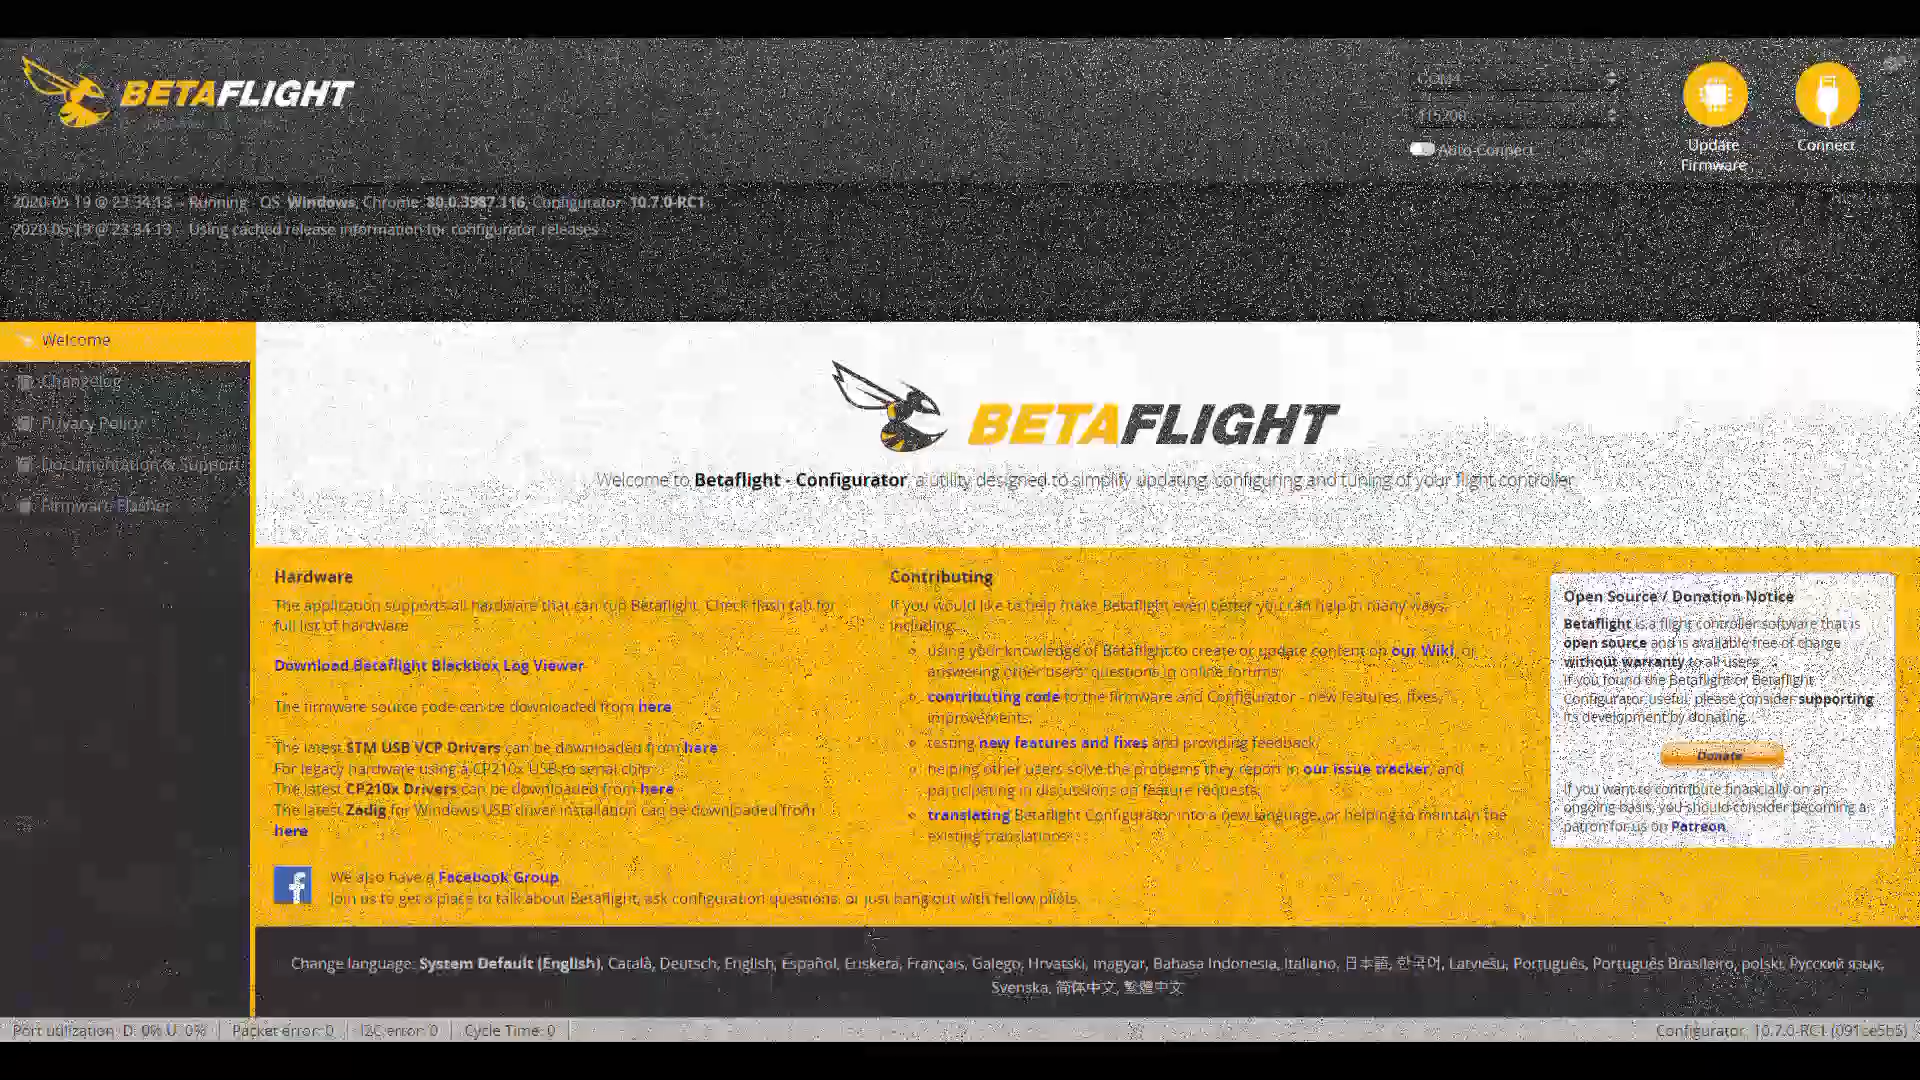 BETAFLIGHT
COM4
115200
Auto-Connect
Update Firmware
Connect
2020-05-19 @ 23:34:13 -- Running - OS: Windows, Chrome: 80.0.3987.116, Configurator: 10.7.0-RC1
2020-05-19 @ 23:34:13 -- Using cached release information for configurator releases.
Welcome
Changelog
Privacy Policy
Documentation & Support
Firmware Flasher
BETAFLIGHT
Welcome to Betaflight - Configurator, a utility designed to simplify updating, configuring and tuning of your flight controller.
Hardware
The application supports all hardware that can run Betaflight. Check flash tab for
full list of hardware.
Download Betaflight Blackbox Log Viewer
The firmware source code can be downloaded from here
The latest STM USB VCP Drivers can be downloaded from here
For legacy hardware using a CP210x USB to serial chip:
The latest CP210x Drivers can be downloaded from here
The latest Zadig for Windows USB driver installation can be downloaded from
here
We also have a Facebook Group.
Join us to get a place to talk about Betaflight, ask configuration questions, or just hang out with fellow pilots.
Contributing
If you would like to help make Betaflight even better you can help in many ways,
including:
using your knowledge of Betaflight to create or update content on our Wiki, or
answering other users' questions in online forums;
contributing code to the firmware and Configurator - new features, fixes,
improvements;
testing new features and fixes and providing feedback;
helping other users solve the problems they report in our issue tracker, and
participating in discussions on feature requests;
translating Betaflight Configurator into a new language, or helping to maintain the
existing translations.
Open Source / Donation Notice
Betaflight is a flight controller software that is
open source and is available free of charge
without warranty to all users.
If you found the Betaflight or Betaflight
Configurator useful, please consider supporting
its development by donating.
Donate
If you want to contribute financially on an
ongoing basis, you should consider becoming a
patron for us on Patreon.
Change language: System Default (English), Català, Deutsch, English, Español, Euskera, Français, Galego, Hrvatski, magyar, Bahasa Indonesia, Italiano, 日本語, 한국어, Latviešu, Português, Português Brasileiro, polski, Русский язык,
Svenska, 简体中文, 繁體中文
Port utilization: D: 0% U: 0%
Packet error: 0
I2C error: 0
Cycle Time: 0
Configurator: 10.7.0-RC1 (091ce5b5)